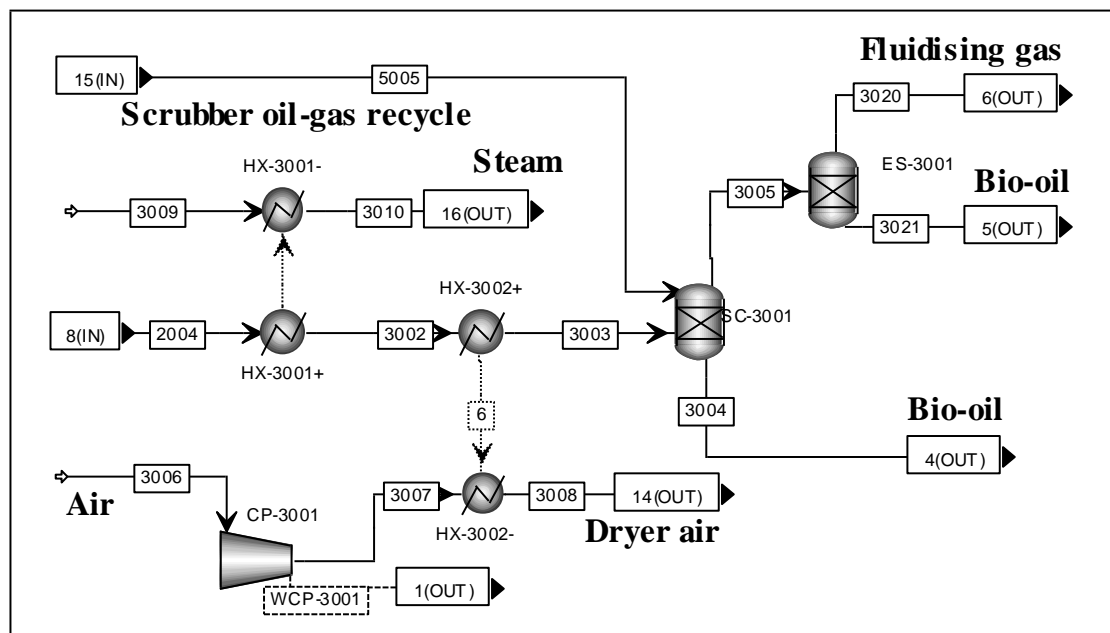 Fluidising gas
15(IN)
5005
3020
6(OUT)
Scrubber oil-gas recycle
HX-3001-
Steam
3005
ES-3001
Bio-oil
3009
3010
16(OUT)
3021
5(OUT)
HX-3002+
8(IN)
2004
3002
3003
SC-3001
HX-3001+
3004
Bio-oil
6
4(OUT)
3006
Air
CP-3001
3007
3008
14(OUT)
HX-3002-
Dryer air
WCP-3001
1(OUT)